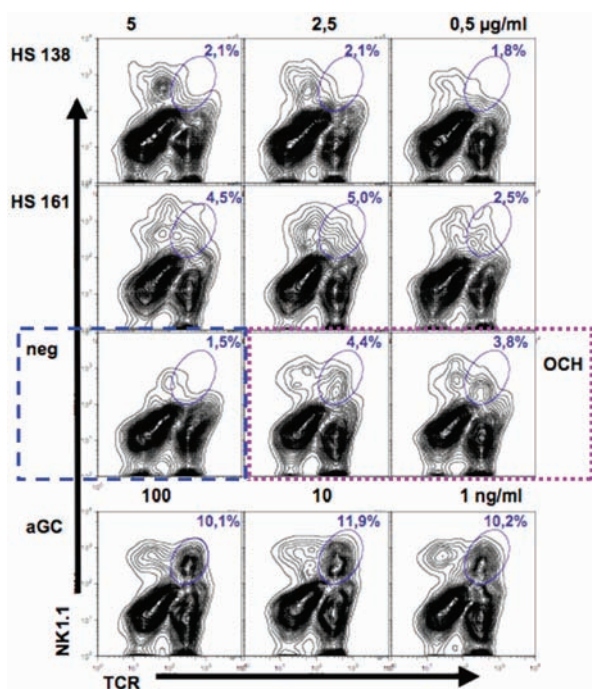 5 2,5 0,5 µg/ml
HS 138 2,1% 2,1% 1,8%
HS 161 4,5% 5,0% 2,5%
neg 1,5% 4,4% 3,8% OCH
100 10 1 ng/ml
aGC 10,1% 11,9% 10,2%
NK1.1
TCR